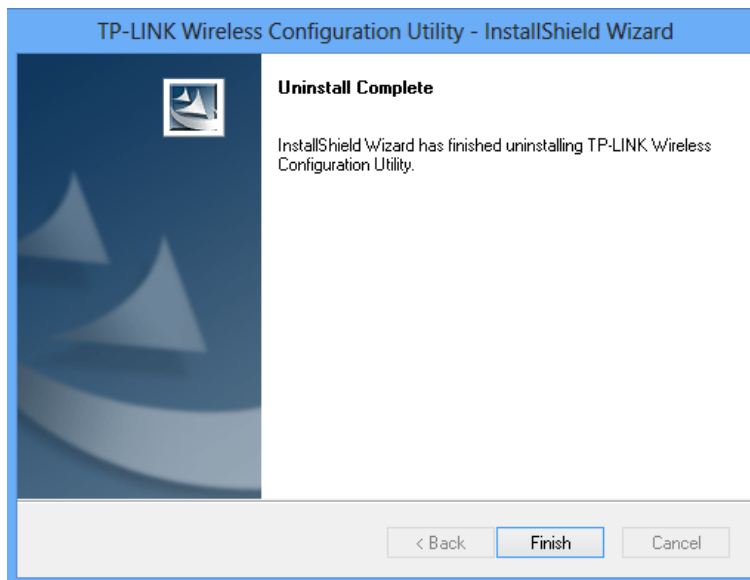 TP-LINK Wireless Configuration Utility - InstallShield Wizard
Uninstall Complete
InstallShield Wizard has finished uninstalling TP-LINK Wireless
Configuration Utility.
< Back
Finish
Cancel